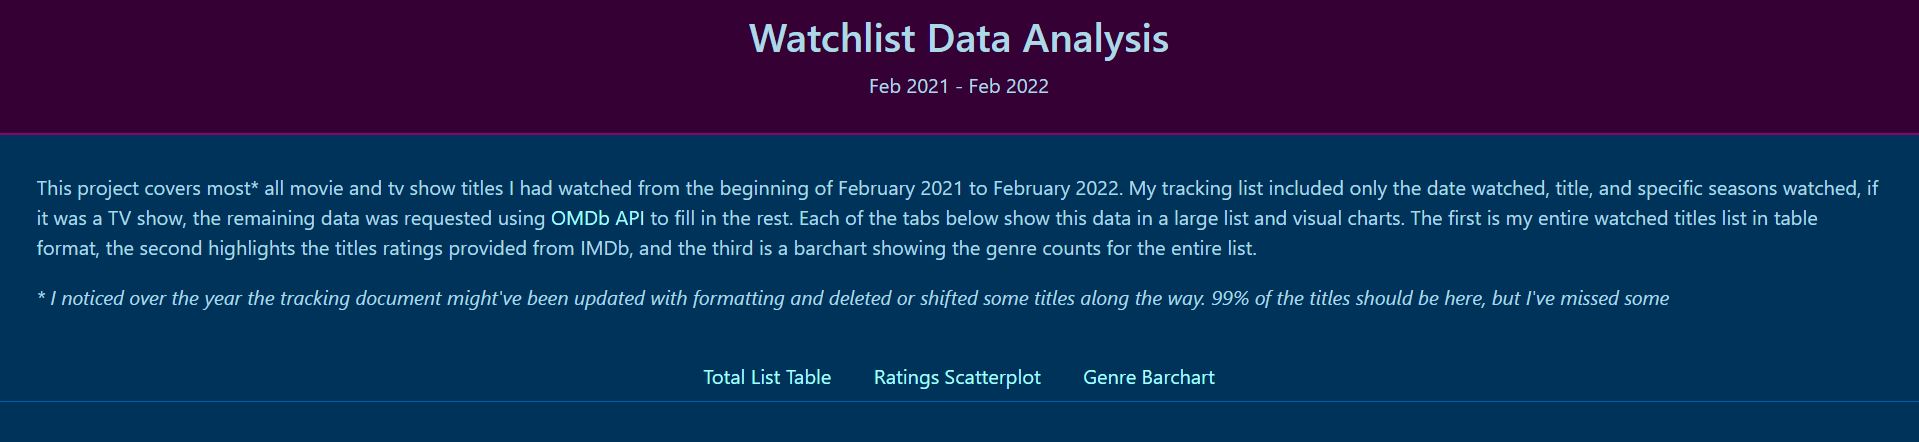 Watchlist Data Analysis
Feb 2021 - Feb 2022
This project covers most* all movie and tv show titles I had watched from the beginning of February 2021 to February 2022. My tracking list included only the date watched, title, and specific seasons watched, if
it was a TV show, the remaining data was requested using OMDb API to fill in the rest. Each of the tabs below show this data in a large list and visual charts. The first is my entire watched titles list in table
format, the second highlights the titles ratings provided from IMDb, and the third is a barchart showing the genre counts for the entire list.
* I noticed over the year the tracking document might've been updated with formatting and deleted or shifted some titles along the way. 99% of the titles should be here, but I've missed some
Total List Table Ratings Scatterplot Genre Barchart